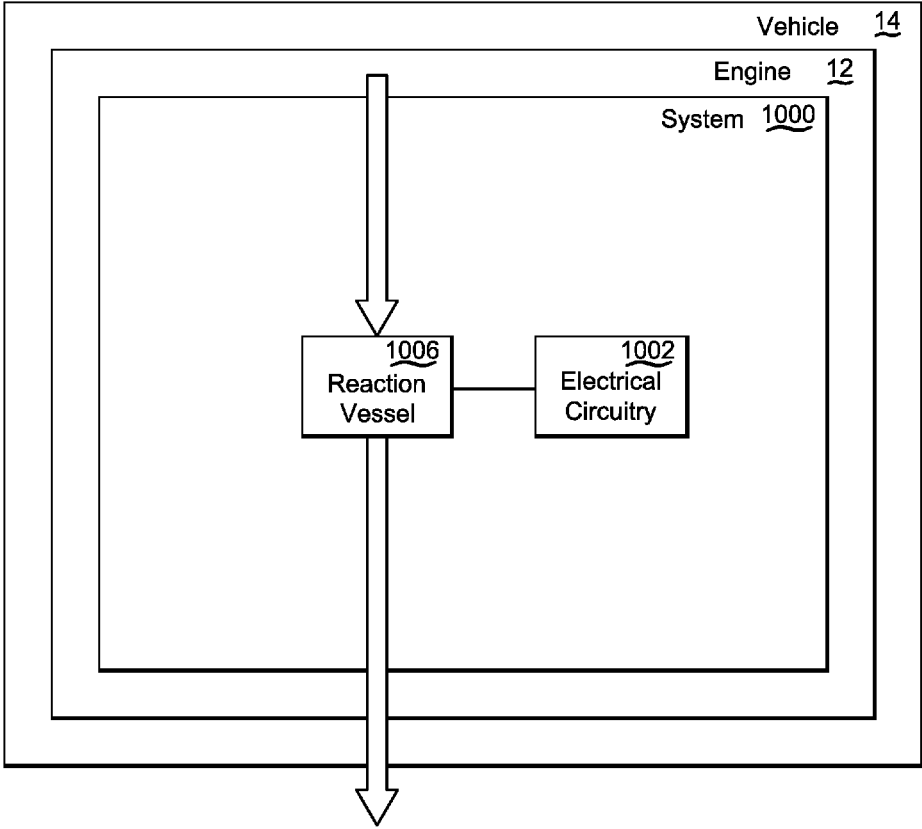 Vehicle 14
Engine 12
System 1000
1006
Reaction
Vessel
1002
Electrical
Circuitry